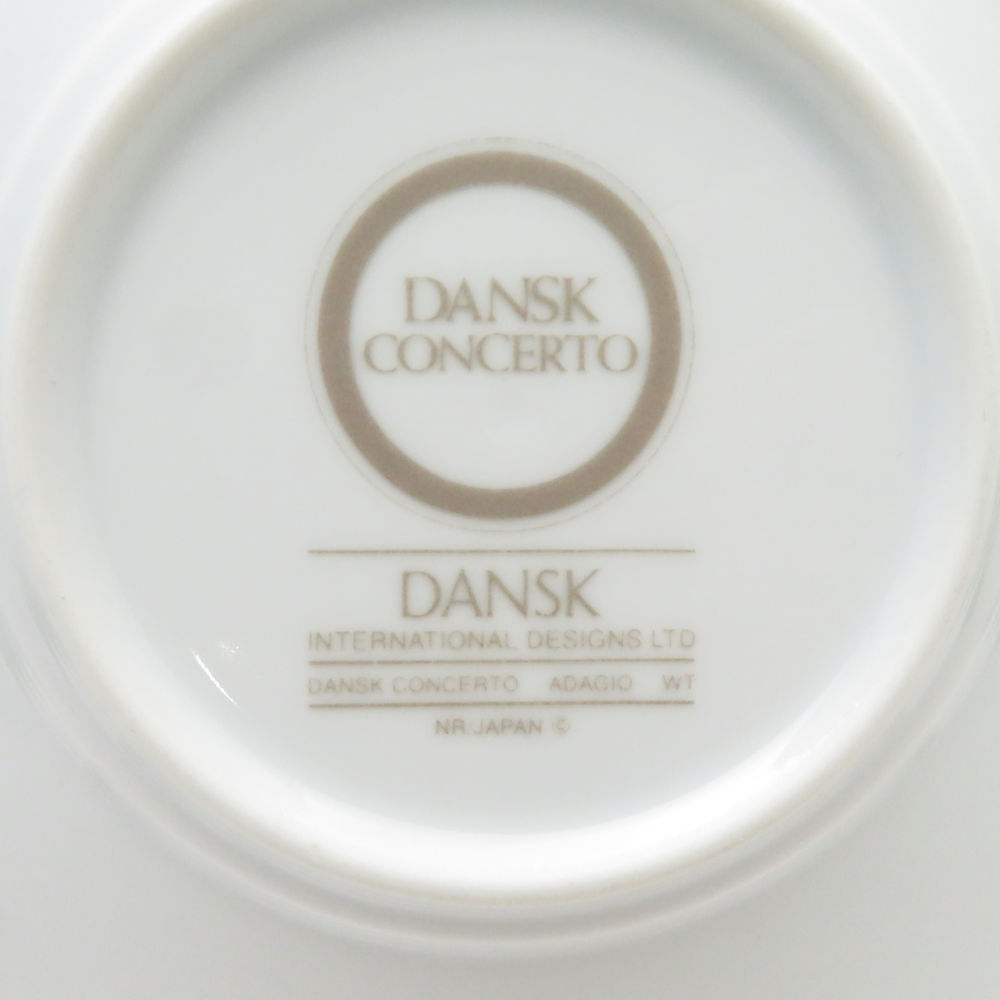 DANSK
CONCERTO
DANSK
INTERNATIONAL DESIGNS LTD
DANSK CONCERTO ADAGIO WT
NR.JAPAN ©